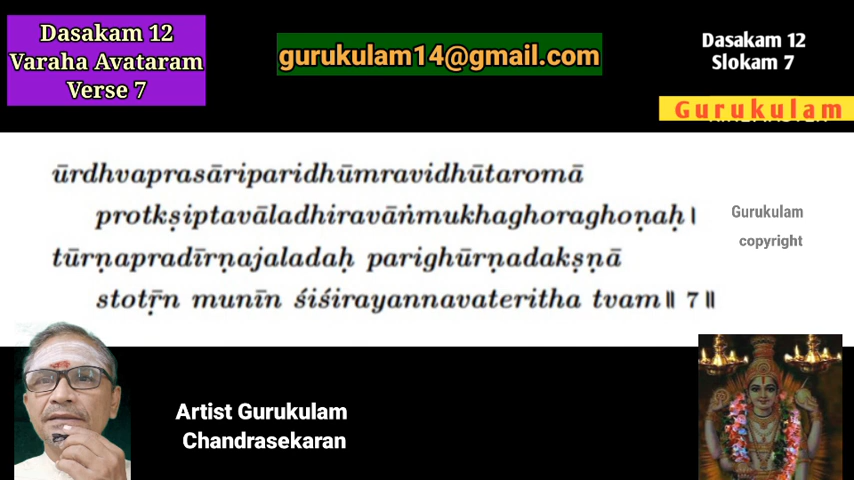 Dasakam 12
Varaha Avataram
Verse 7
gurukulam14@gmail.com
Dasakam 12
Slokam 7
Gurukulam
ūrdhvaprasāriparidhūmravidhūtaromā
protkṣiptavāladhiravāṅmukhaghoraghoṇaḥ।
tūrṇapradīrṇajaladaḥ parighūrṇadakṣṇā
stotṝn munīn śiśirayannavateritha tvam॥ 7॥
Gurukulam
copyright
Artist Gurukulam
Chandrasekaran